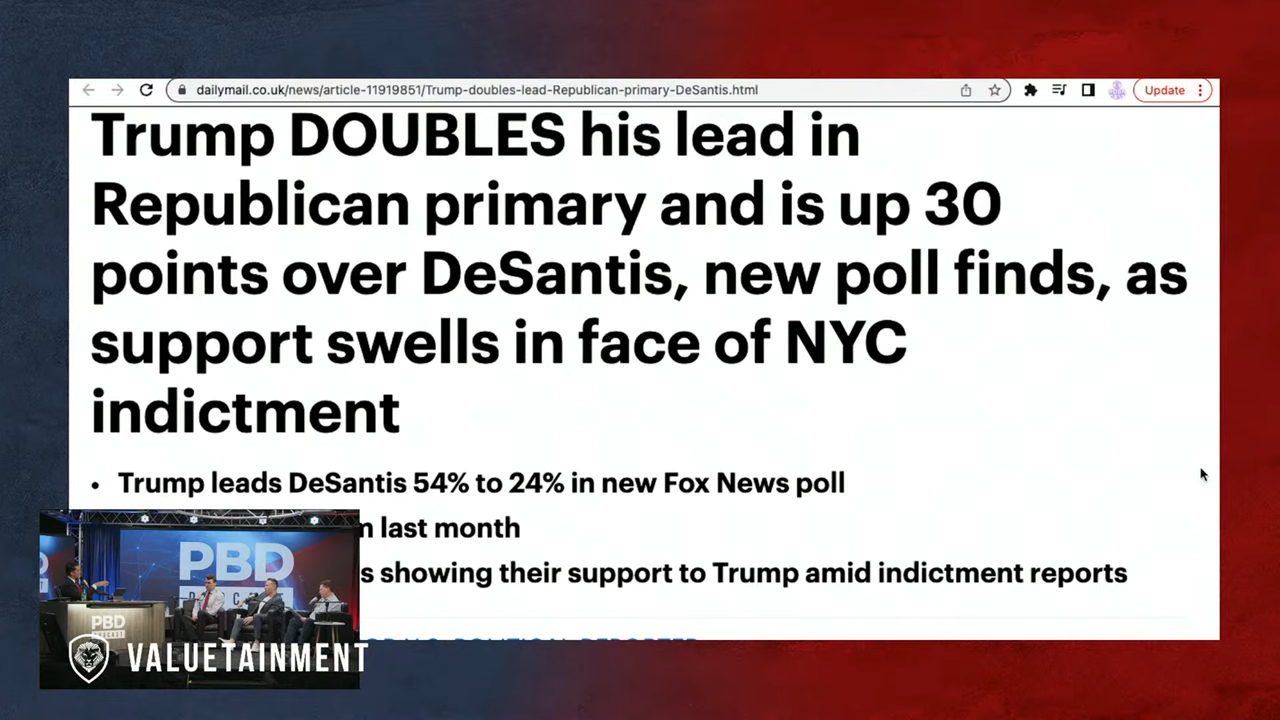 dailymail.co.uk/news/article-11919851/Trump-doubles-lead-Republican-primary-DeSantis.html
Update
Trump DOUBLES his lead in
Republican primary and is up 30
points over DeSantis, new poll finds, as
support swells in face of NYC
indictment
• Trump leads DeSantis 54% to 24% in new Fox News poll
last month
showing their support to Trump amid indictment reports
PBD
PBD
PODCAST
VALUETAINMENT